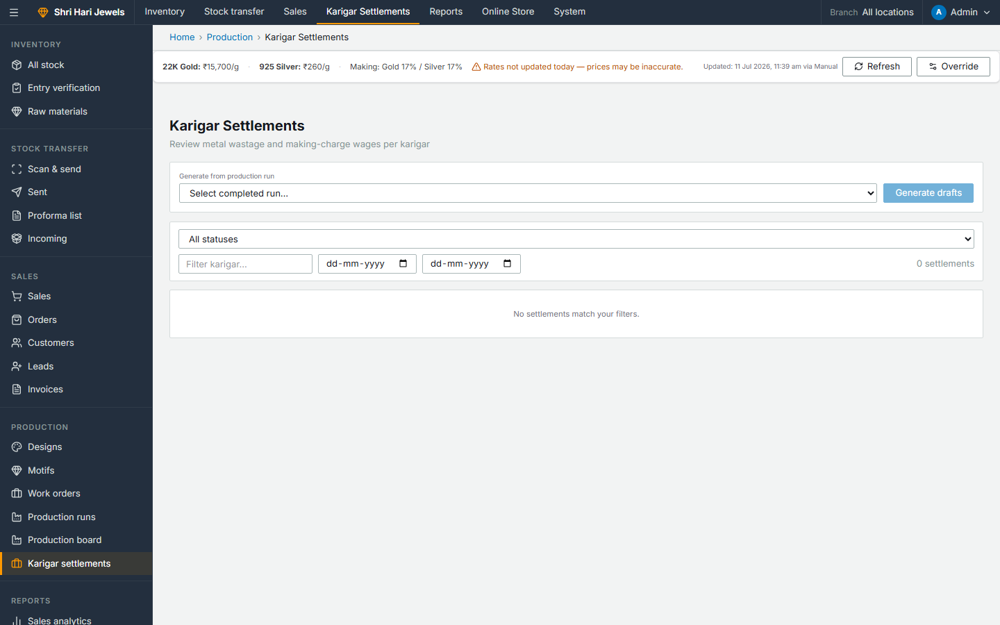 Shri Hari Jewels
Inventory
Stock transfer
Sales
Karigar Settlements
Reports
Online Store
System
Branch All locations
A Admin
INVENTORY
All stock
Entry verification
Raw materials
STOCK TRANSFER
Scan & send
Sent
Proforma list
Incoming
SALES
Sales
Orders
Customers
Leads
Invoices
PRODUCTION
Designs
Motifs
Work orders
Production runs
Production board
Karigar settlements
REPORTS
Sales analytics
Home › Production › Karigar Settlements
22K Gold: ₹15,700/g · 925 Silver: ₹260/g · Making: Gold 17% / Silver 17% Rates not updated today — prices may be inaccurate. Updated: 11 Jul 2026, 11:39 am via Manual Refresh Override
Karigar Settlements
Review metal wastage and making-charge wages per karigar
Generate from production run
Select completed run... Generate drafts
All statuses
Filter karigar... dd-mm-yyyy dd-mm-yyyy 0 settlements
No settlements match your filters.